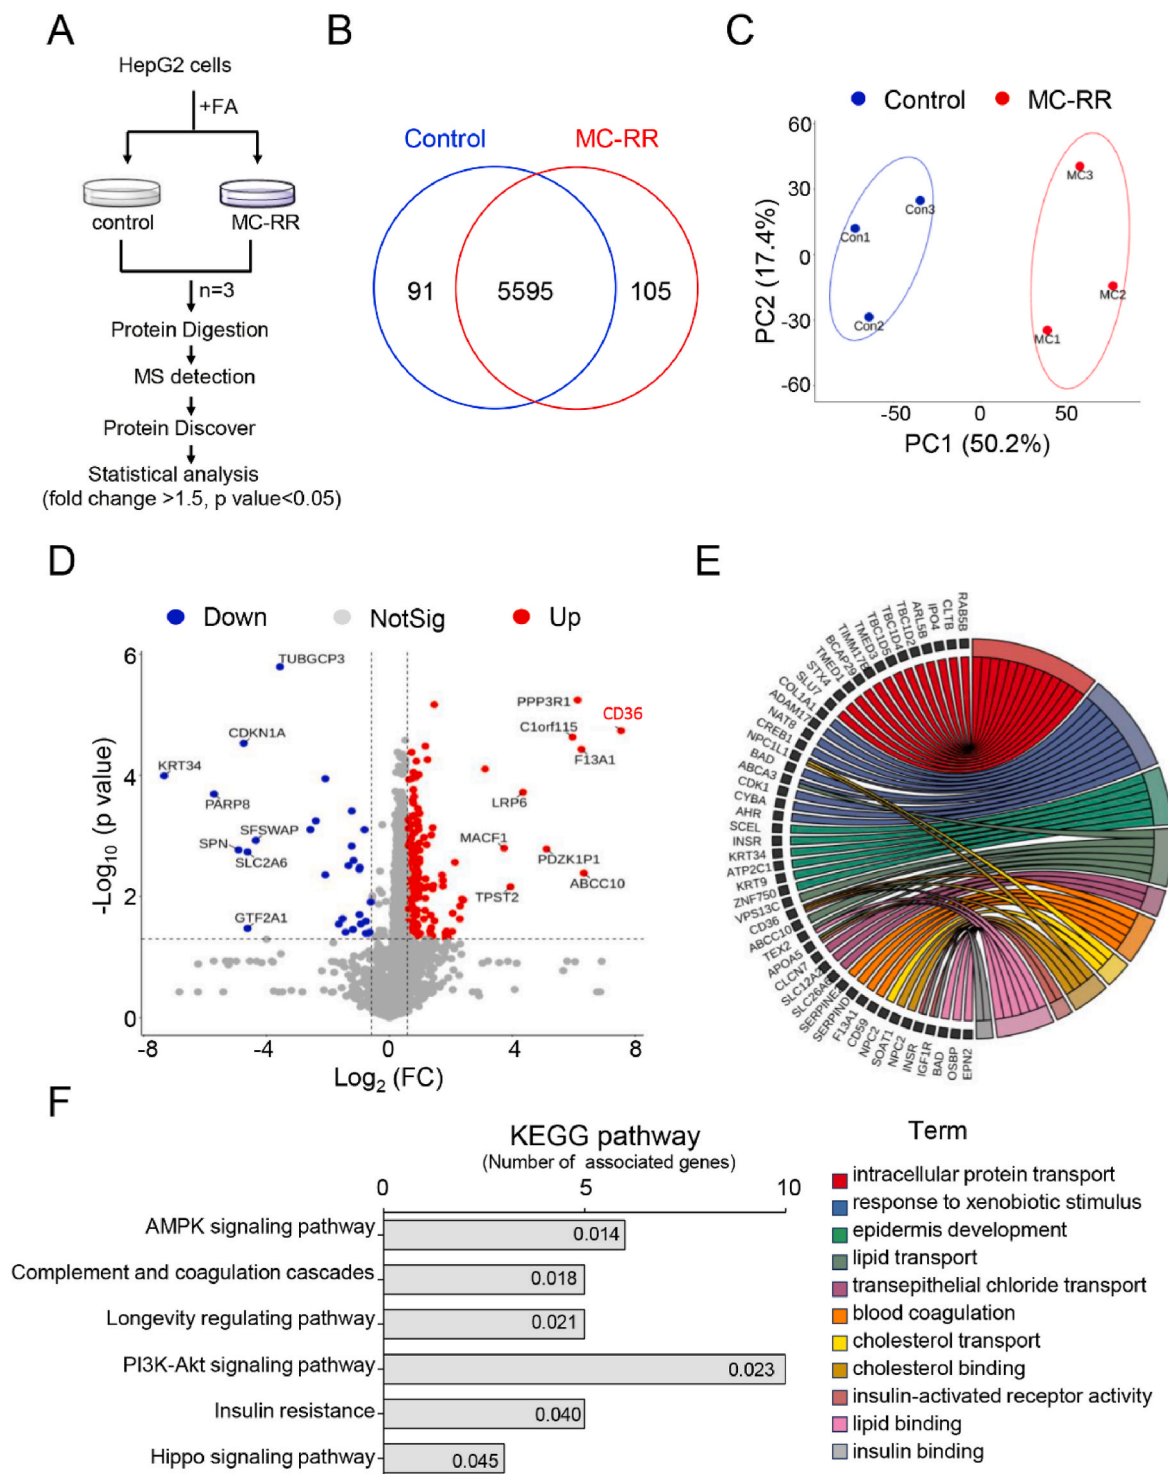 A
HepG2 cells
+FA
control
MC-RR
n=3
Protein Digestion
MS detection
Protein Discover
Statistical analysis
(fold change >1.5, p value<0.05)
B
Control
MC-RR
91
5595
105
C
Control
MC-RR
60
30
0
-30
-60
PC2 (17.4%)
Con3
Con1
Con2
MC3
MC2
MC1
-50
0
50
PC1 (50.2%)
D
Down
NotSig
Up
6
4
2
0
-Log10 (p value)
TUBGCP3
CDKN1A
KRT34
PARP8
SFSWAP
SPN
SLC2A6
GTF2A1
PPP3R1
CD36
C1orf115
F13A1
LRP6
MACF1
PDZK1P1
ABCC10
TPST2
-8
-4
0
4
8
Log2 (FC)
E
RAB5B
CLTB
IPO4
ARL5B
TBC1D2
TBC1D4
TBC1D5
TMED3
TIMM17B
BCAP29
TMED1
STX4
SLU7
COL1A1
ADAM17
NAT8
CREB1
NPC1L1
BAD
ABCA3
CDK1
CYBA
AHR
SCEL
INSR
KRT34
ATP2C1
KRT9
ZNF750
VPS13C
CD36
ABCC10
TEX2
APOA5
CLCN7
SLC12A2
SLC26A6
F13A1
CD59
NPC2
SOAT1
NPC2
INSR
IGF1R
BAD
OSBP
EPN2
F
KEGG pathway
(Number of associated genes)
0
5
10
AMPK signaling pathway
0.014
Complement and coagulation cascades
0.018
Longevity regulating pathway
0.021
PI3K-Akt signaling pathway
0.023
Insulin resistance
0.040
Hippo signaling pathway
0.045
Term
intracellular protein transport
response to xenobiotic stimulus
epidermis development
lipid transport
transepithelial chloride transport
blood coagulation
cholesterol transport
cholesterol binding
insulin-activated receptor activity
lipid binding
insulin binding